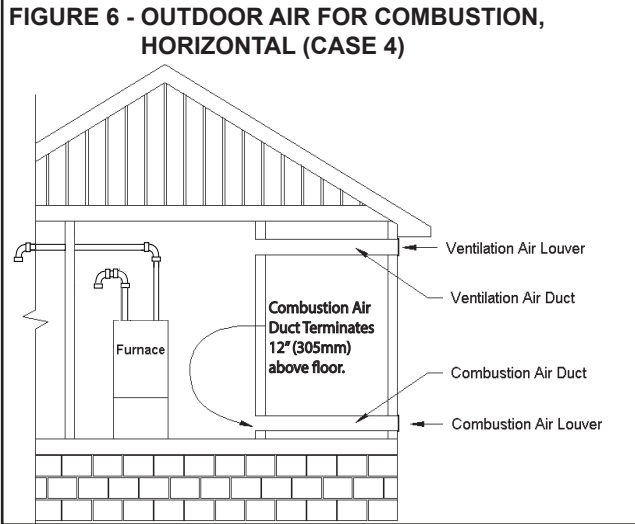 FIGURE 6 - OUTDOOR AIR FOR COMBUSTION,
HORIZONTAL (CASE 4)
Ventilation Air Louver
Ventilation Air Duct
Combustion Air
Duct Terminates
12" (305mm)
above floor.
Furnace
Combustion Air Duct
Combustion Air Louver